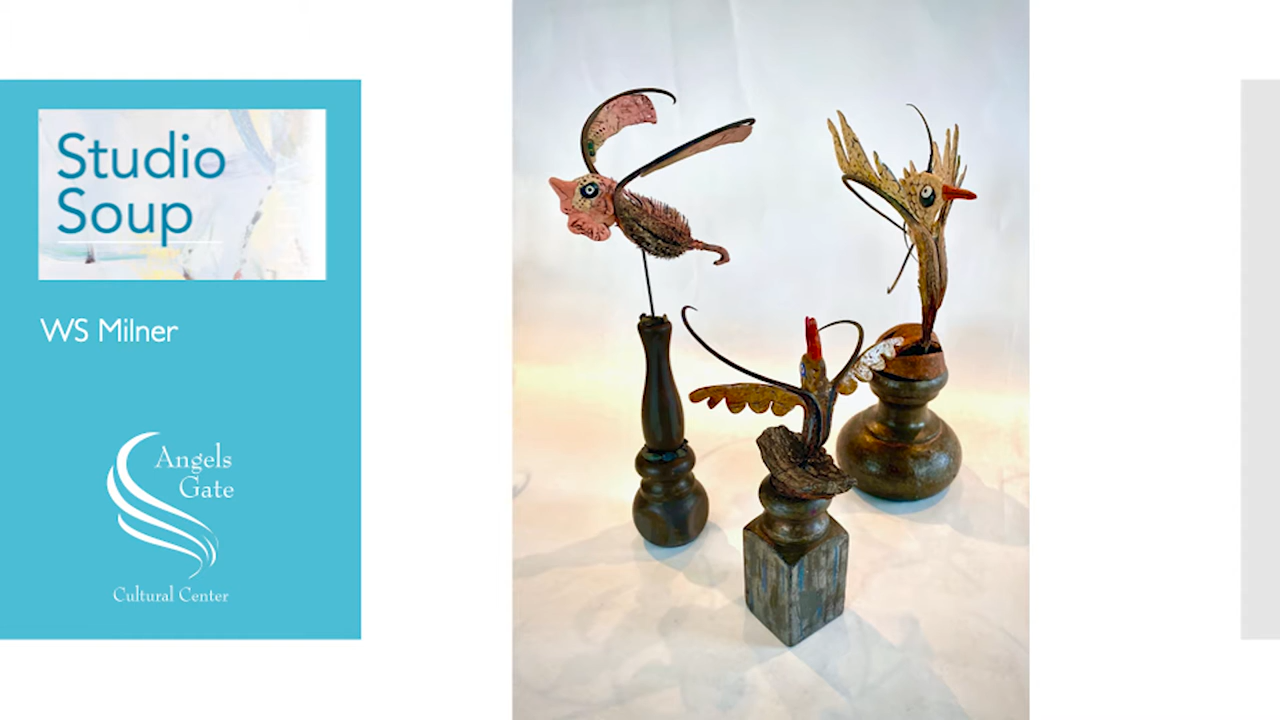 Studio
Soup
WS Milner
Angels
Gate
Cultural Center